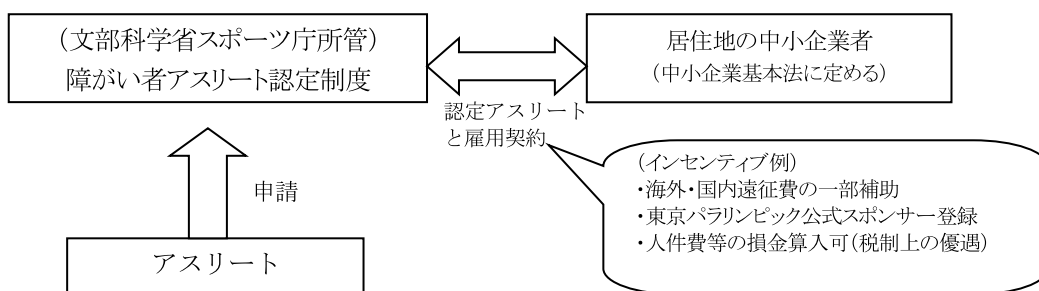 （文部科学省スポーツ庁所管）
障がい者アスリート認定制度
居住地の中小企業者
（中小企業基本法に定める）
認定アスリート
と雇用契約
（インセンティブ例）
・海外・国内遠征費の一部補助
・東京パラリンピック公式スポンサー登録
・人件費等の損金算入可（税制上の優遇）
申請
アスリート